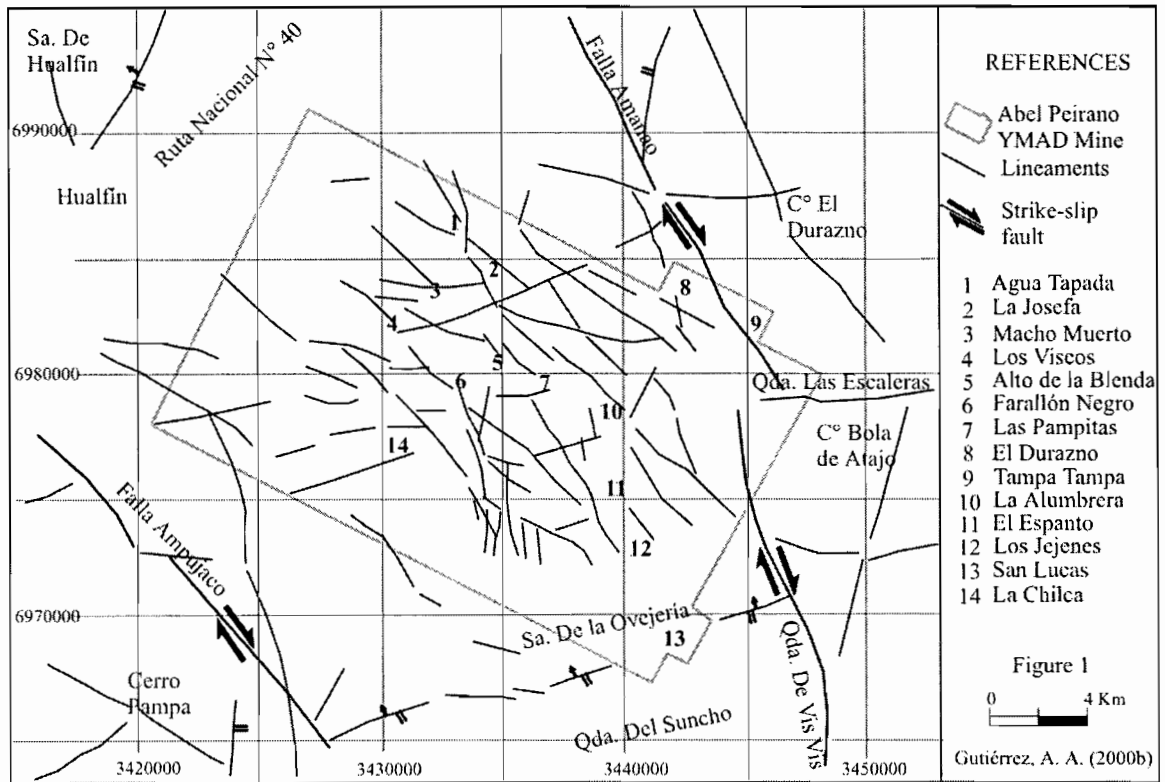 Sa. De
Hualfín
Ruta Nacional N° 40
Falla Amanao
6990000
Hualfín
C° El
Durazno
1
2
3
8
4
9
5
6980000
6
7
Qda. Las Escaleras
10
C° Bola
de Atajo
14
11
Falla Ampujaco
12
6970000
Sa. De la Ovejería
13
Qda. De Vis Vis
Cerro
Pampa
Qda. Del Suncho
3420000
3430000
3440000
3450000
REFERENCES
Abel Peirano
YMAD Mine
Lineaments
Strike-slip
fault
1 Agua Tapada
2 La Josefa
3 Macho Muerto
4 Los Viscos
5 Alto de la Blenda
6 Farallón Negro
7 Las Pampitas
8 El Durazno
9 Tampa Tampa
10 La Alumbrera
11 El Espanto
12 Los Jejenes
13 San Lucas
14 La Chilca
Figure 1
0 4 Km
Gutiérrez, A. A. (2000b)